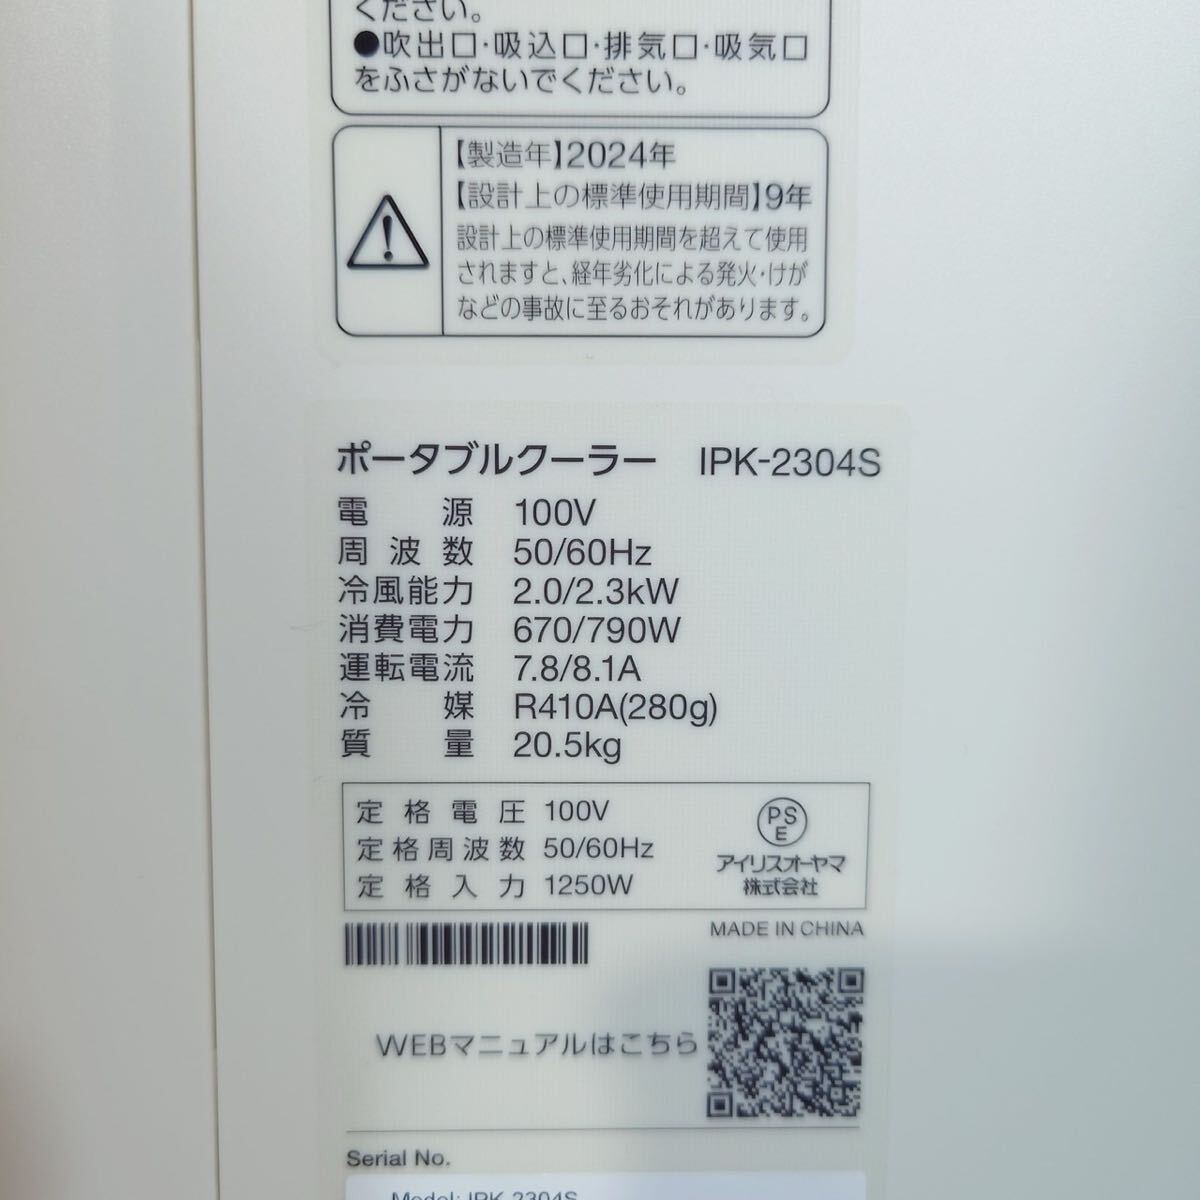 ください。
●吹出口・吸込口・排気口・吸気口
をふさがないでください。
【製造年】2024年
【設計上の標準使用期間】9年
設計上の標準使用期間を超えて使用
されますと、経年劣化による発火・けが
などの事故に至るおそれがあります。
ポータブルクーラー IPK-2304S
電源 100V
周波数 50/60Hz
冷風能力 2.0/2.3kW
消費電力 670/790W
運転電流 7.8/8.1A
冷媒 R410A(280g)
質量 20.5kg
定格電圧 100V
定格周波数 50/60Hz
定格入力 1250W
PS
E
アイリスオーヤマ
株式会社
MADE IN CHINA
WEBマニュアルはこちら
Serial No.
Model: IPK-2304S